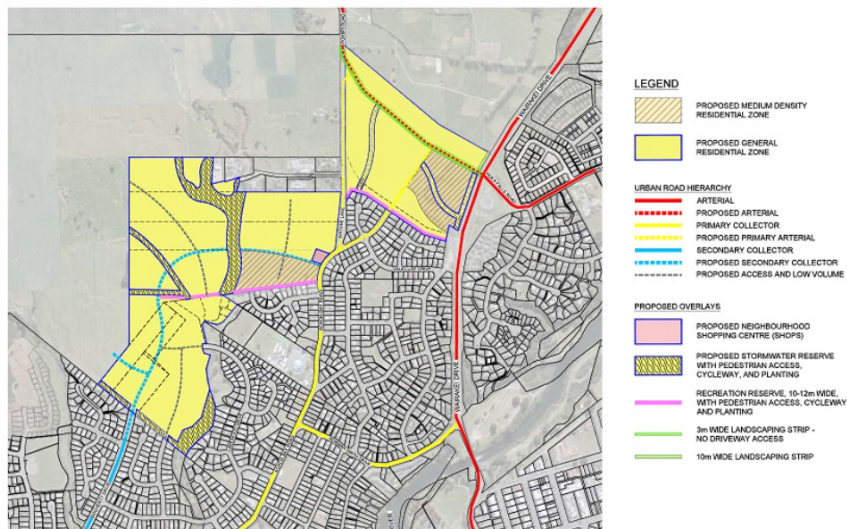 WAIRAKEI DRIVE
WAIRAKEI DRIVE
LEGEND
PROPOSED MEDIUM DENSITY
RESIDENTIAL ZONE
PROPOSED GENERAL
RESIDENTIAL ZONE
URBAN ROAD HIERARCHY
ARTERIAL
PROPOSED ARTERIAL
PRIMARY COLLECTOR
PROPOSED PRIMARY ARTERIAL
SECONDARY COLLECTOR
PROPOSED SECONDARY COLLECTOR
PROPOSED ACCESS AND LOW VOLUME
PROPOSED OVERLAYS
PROPOSED NEIGHBOURHOOD
SHOPPING CENTRE (SHOPS)
PROPOSED STORMWATER RESERVE
WITH PEDESTRIAN ACCESS,
CYCLEWAY, AND PLANTING
RECREATION RESERVE, 10-12m WIDE,
WITH PEDESTRIAN ACCESS, CYCLEWAY
AND PLANTING
3m WIDE LANDSCAPING STRIP -
NO DRIVEWAY ACCESS
10m WIDE LANDSCAPING STRIP